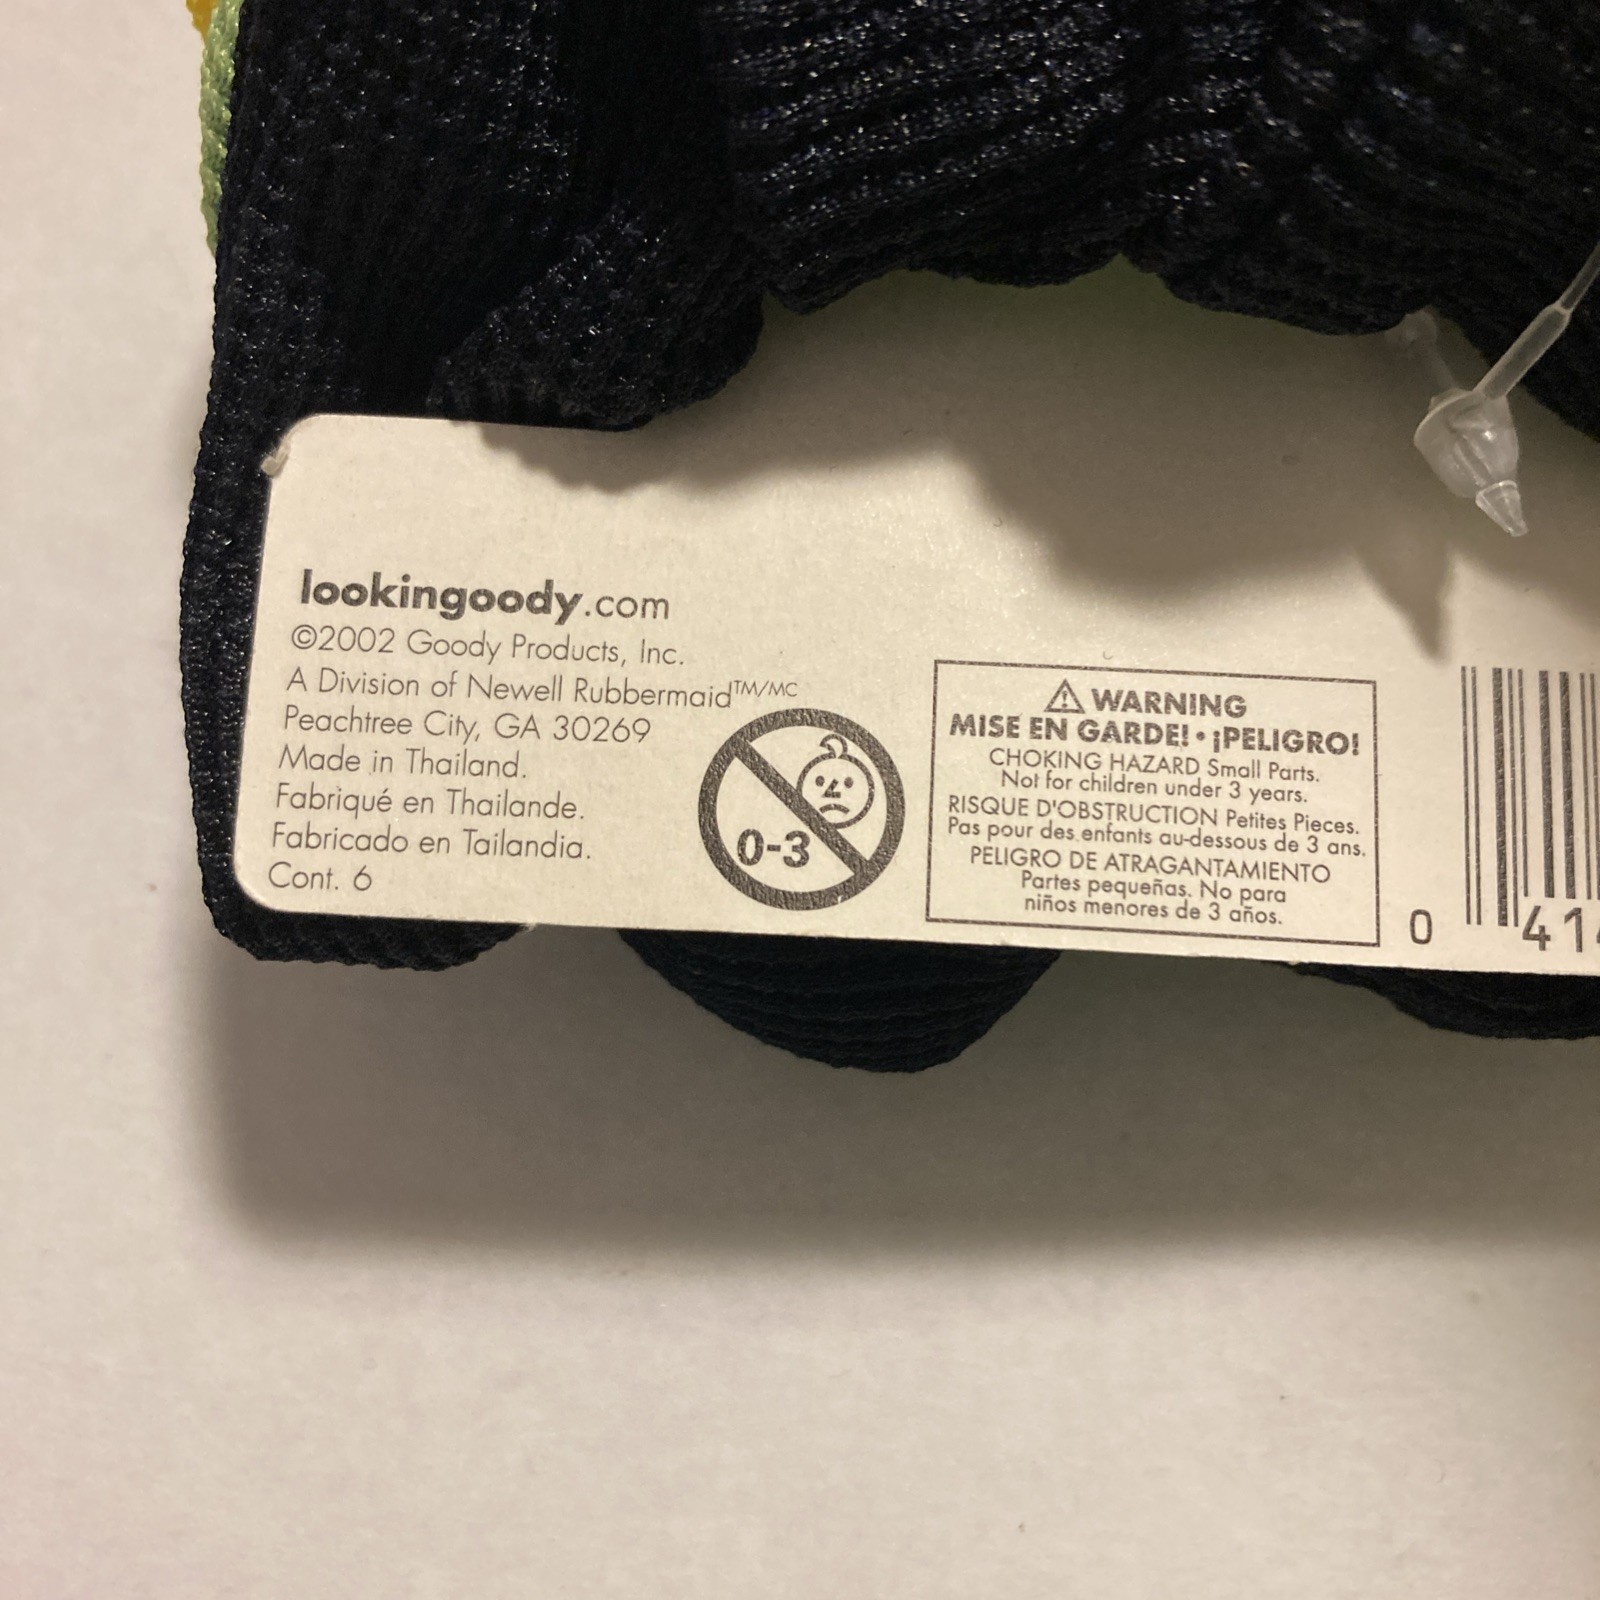 lookingoody.com
©2002 Goody Products, Inc.
A Division of Newell Rubbermaid™/MC
Peachtree City, GA 30269
Made in Thailand.
Fabriqué en Thailande.
Fabricado en Tailandia.
Cont. 6
0-3
⚠ WARNING
MISE EN GARDE! • ¡PELIGRO!
CHOKING HAZARD Small Parts.
Not for children under 3 years.
RISQUE D'OBSTRUCTION Petites Pieces.
Pas pour des enfants au-dessous de 3 ans.
PELIGRO DE ATRAGANTAMIENTO
Partes pequeñas. No para
niños menores de 3 años.
0 41